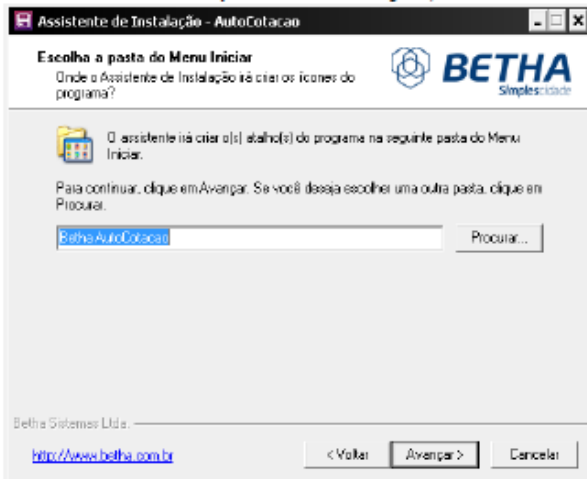 Assistente de Instalação - AutoCotacao
Escolha a pasta do Menu Iniciar
Onde o Assistente de Instalação irá criar os ícones do
programa?
BETHA
Simplescidade
O assistente irá criar o(s) atalho(s) do programa na seguinte pasta do Menu
Iniciar.
Para continuar, clique em Avançar. Se você deseja escolher uma outra pasta, clique em
Procurar.
Betha AutoCotacao
Procurar...
Betha Sistemas Ltda.
http://www.betha.com.br
< Voltar
Avançar >
Cancelar